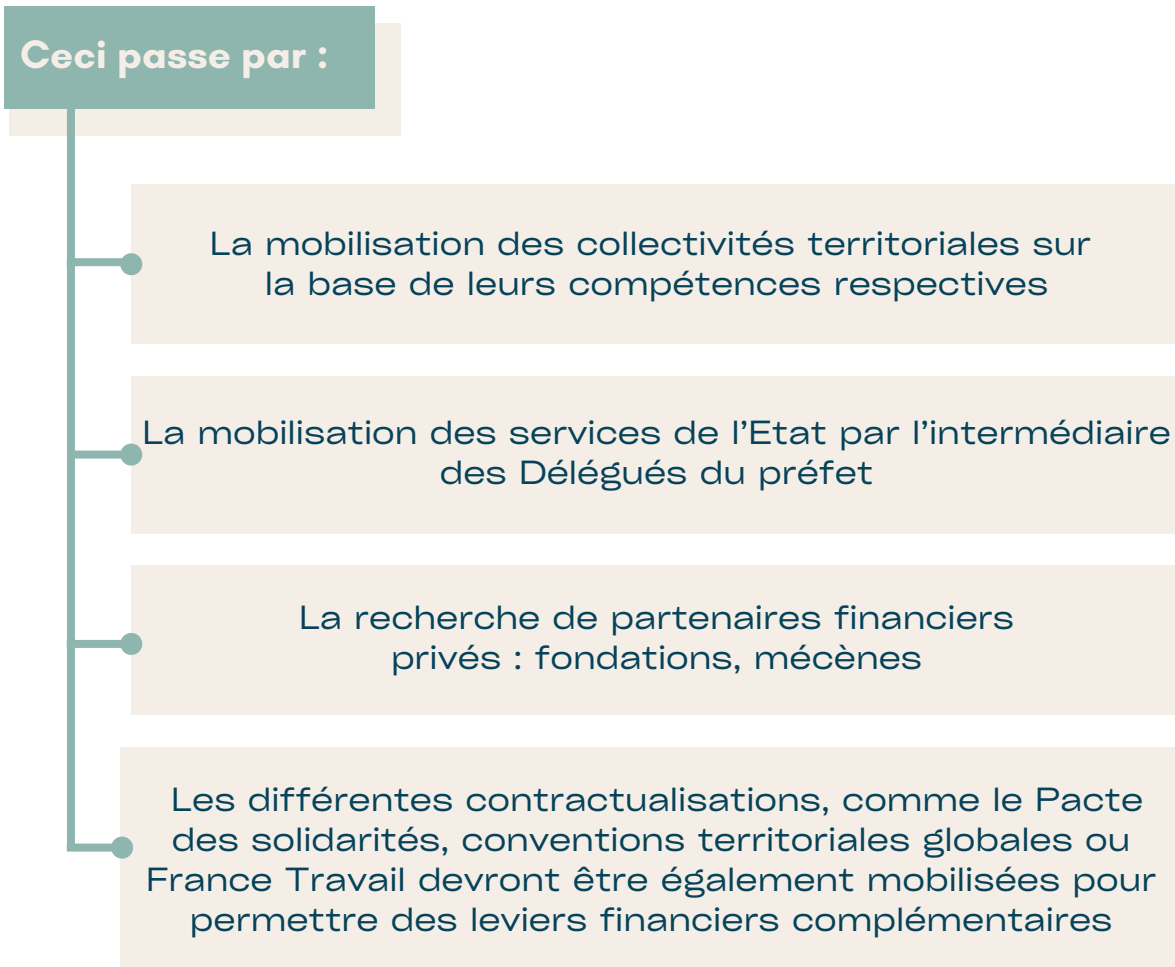 Ceci passe par :
La mobilisation des collectivités territoriales sur
la base de leurs compétences respectives
La mobilisation des services de l’Etat par l’intermédiaire
des Délégués du préfet
La recherche de partenaires financiers
privés : fondations, mécènes
Les différentes contractualisations, comme le Pacte
des solidarités, conventions territoriales globales ou
France Travail devront être également mobilisées pour
permettre des leviers financiers complémentaires